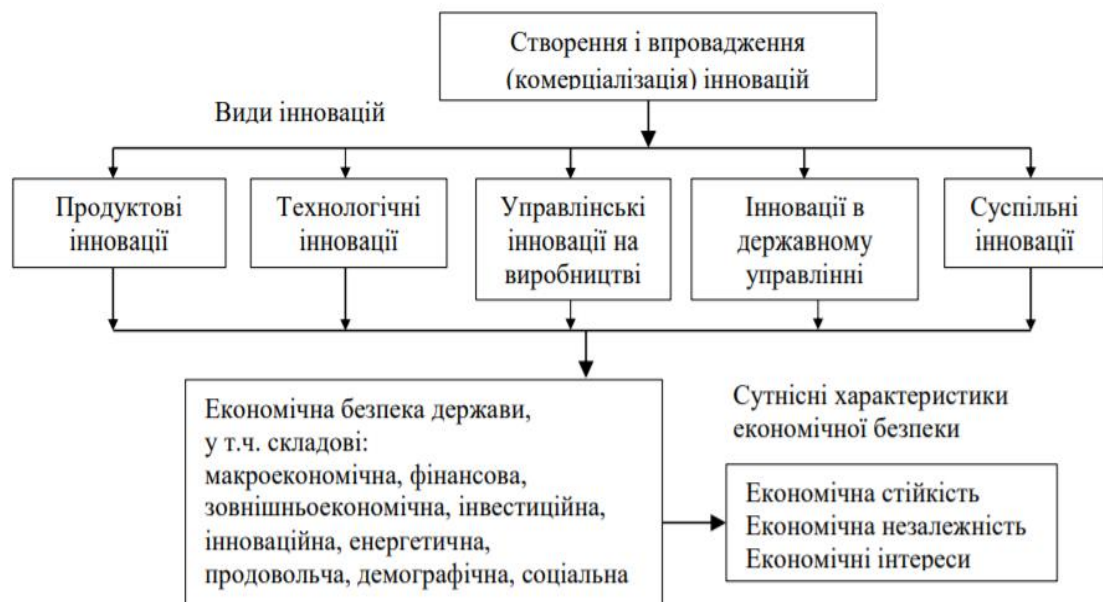 Створення і впровадження
(комерціалізація) інновацій
Види інновацій
Продуктові
інновації
Технологічні
інновації
Управлінські
інновації на
виробництві
Інновації в
державному
управлінні
Суспільні
інновації
Економічна безпека держави,
у т.ч. складові:
макроекономічна, фінансова,
зовнішньоекономічна, інвестиційна,
інноваційна, енергетична,
продовольча, демографічна, соціальна
Сутнісні характеристики
економічної безпеки
Економічна стійкість
Економічна незалежність
Економічні інтереси